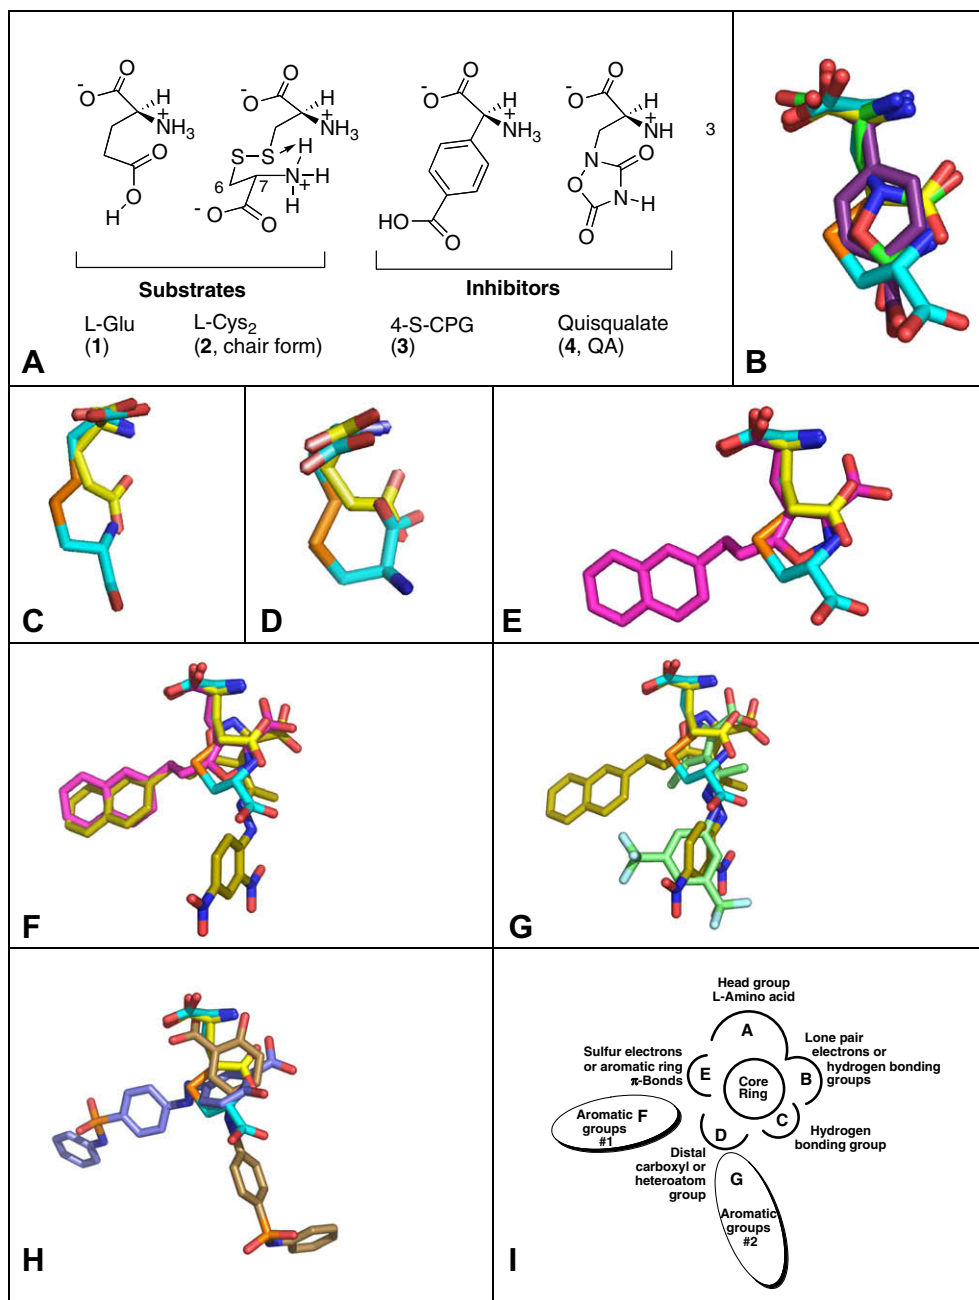 O
-O
H
+
NH3
O
HO
O
-O
H
+
NH3
S–S
H
6
7
N–H
+
H
-O
O
O
-O
H
+
NH3
HO
O
O
-O
H
+
NH
3
N
O
O
N-H
O
Substrates
Inhibitors
L-Glu
(1)
L-Cys2
(2, chair form)
4-S-CPG
(3)
Quisqualate
(4, QA)
A
B
C
D
E
F
G
H
Head group
L-Amino acid
A
Sulfur electrons
or aromatic ring
π-Bonds
E
Core
Ring
Lone pair
electrons or
hydrogen bonding
groups
B
C
Hydrogen
bonding group
Aromatic
groups
#1
F
D
Distal
carboxyl or
heteroatom
group
G
Aromatic
groups
#2
I